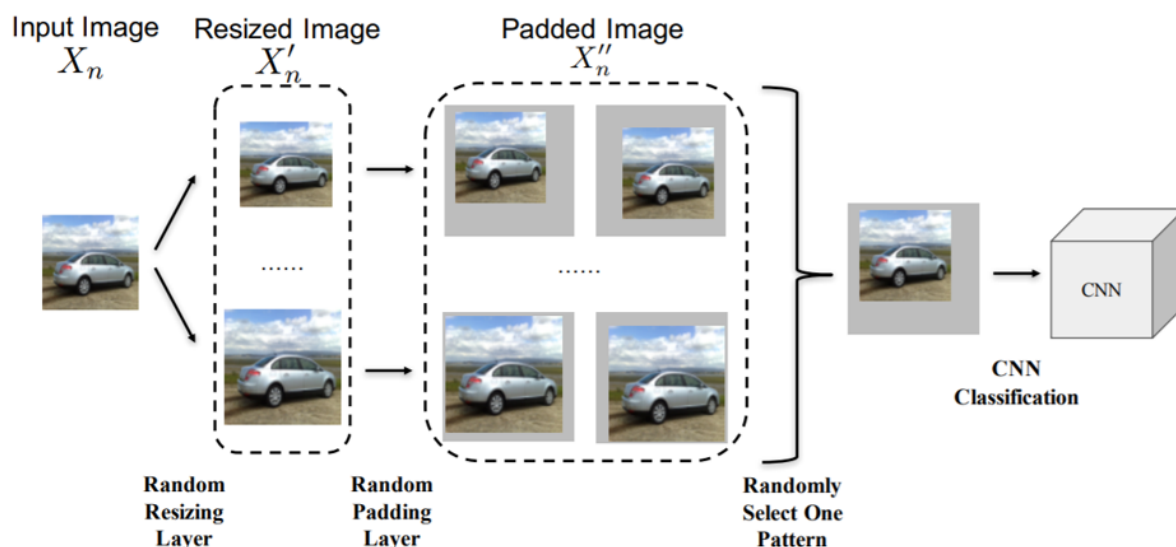 Input Image
Resized Image
Padded Image
X_n
X'_n
X''_n
......
......
CNN
CNN
Classification
Random
Resizing
Layer
Random
Padding
Layer
Randomly
Select One
Pattern